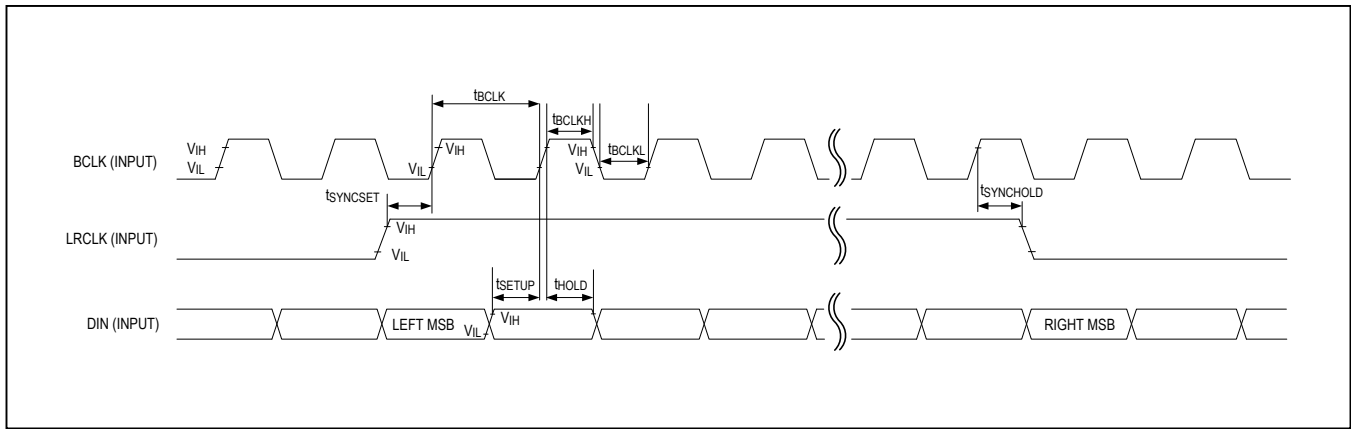 tBCLK
tBCLKH
tBCLKL
BCLK (INPUT)
VIH
VIL
VIH
VIL
VIH
VIL
tSYNCSET
tSYNCHOLD
LRCLK (INPUT)
VIH
VIL
tSETUP
tHOLD
DIN (INPUT)
LEFT MSB
VIH
VIL
RIGHT MSB